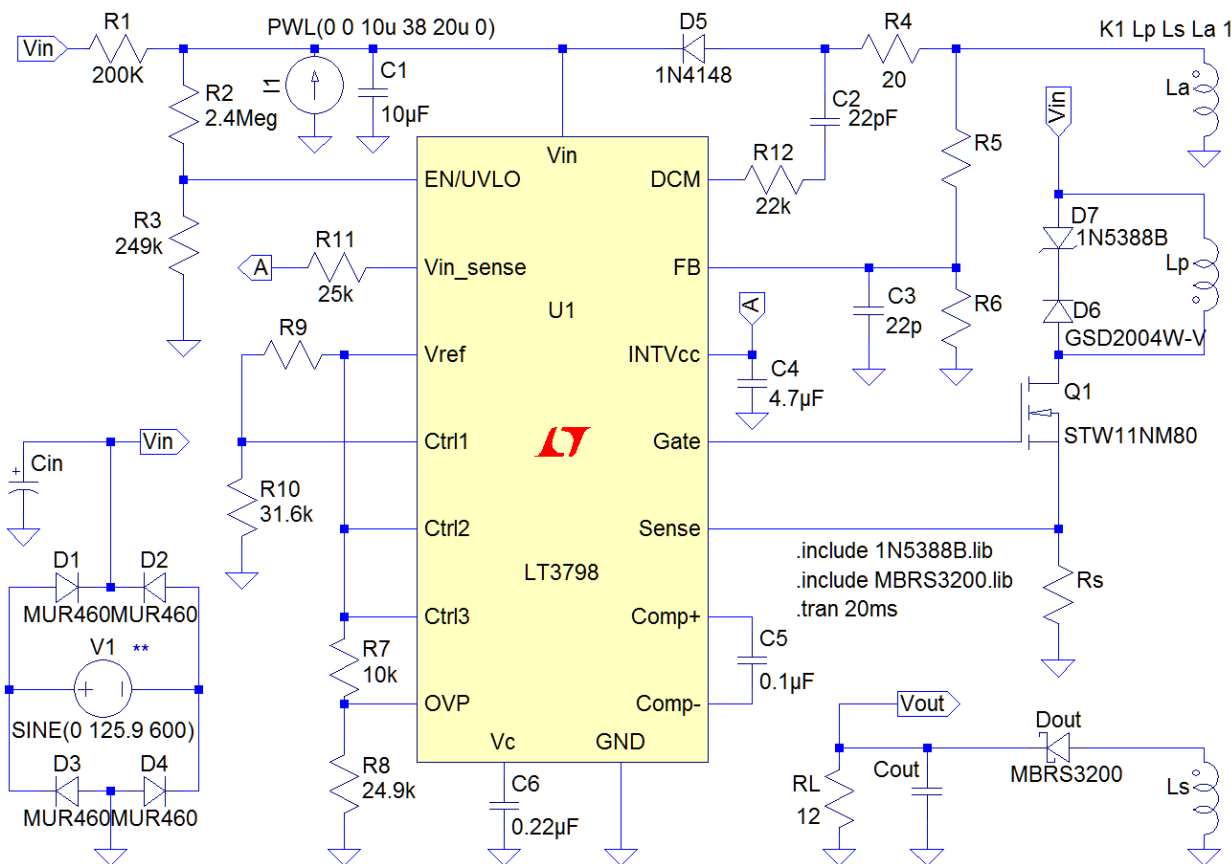 R1
PWL(0 0 10u 38 20u 0)
D5
R4
K1 Lp Ls La 1
Vin
200K
I1
C1
10µF
1N4148
20
La
R2
2.4Meg
C2
22pF
Vin
Vin
R12
R5
EN/UVLO
DCM
22k
R3
249k
R11
D7
1N5388B
A
Vin_sense
FB
Lp
25k
U1
A
C3
22p
R6
D6
R9
GSD2004W-V
Vref
INTVcc
C4
4.7µF
Q1
Vin
Ctrl1
Gate
STW11NM80
Cin
R10
31.6k
Ctrl2
Sense
D1
D2
LT3798
.include 1N5388B.lib
.include MBRS3200.lib
.tran 20ms
Rs
MUR460
MUR460
Ctrl3
Comp+
V1
**
R7
10k
C5
0.1µF
OVP
Comp-
Vout
SINE(0 125.9 600)
Vc
GND
Dout
D3
D4
R8
24.9k
C6
0.22µF
Cout
MBRS3200
RL
12
Ls
MUR460
MUR460